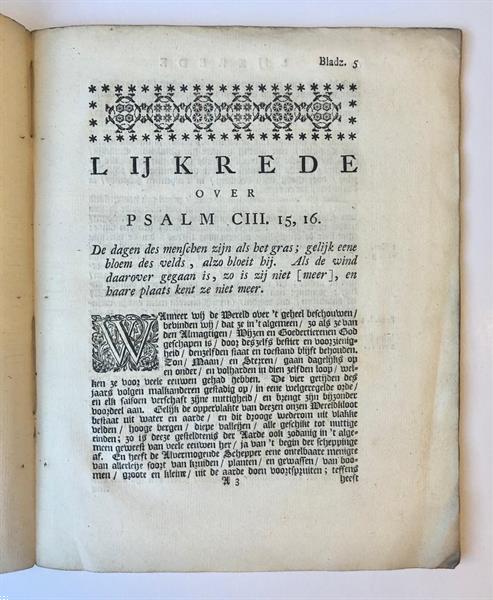 Bladz. 5
LIJKREDE
OVER
PSALM CIII. 15, 16.
De dagen des menschen zijn als het gras; gelijk eene
bloem des velds, alzo bloeit hij. Als de wind
daarover gegaan is, zo is zij niet [meer], en
haare plaats kent ze niet meer.
WAnneer wij de Wereld over 't geheel beschouwen/
bevinden wij/ dat ze in 't algemeen/ zo als ze van
den Almagtigen/ Wijzen en Goedertierenen God
geschapen is/ door deszelfs bestier en voorzienig-
heid/ denzelfden staat en toestand blijft behouden.
Zon/ Maan/ en Sterren/ gaan dagelijks op
en onder/ en volharden in dien zelfden loop/ wel-
ken ze voor veele eeuwen gehad hebben. De vier getijden des
jaars volgen malkanderen gestadig op/ in eene welgeregelde orde/
en elk saisoen verschaft zijne nuttigheid/ en brengt zijn bijzonder
voordeel aan. Gelijk de oppervlakte van deezen onzen Wereldkloot
bestaat uit water en aarde/ en dit drooge wederom uit vlakke
velden/ hooge bergen/ diepe valleijen/ alle geschikt tot nuttige
einden; zo is deeze gesteldtenis der Aarde ook zodanig in 't alge-
meen geweest van veele eeuwen her/ ja van 't begin der scheppinge
af. En heeft de Alvermogende Schepper eene ontelbaare menigte
van allerleije soort van kruiden/ planten/ en gewassen/ van boo-
men/ groote en kleine/ uit de aarde doen voortspruiten; teffens
A 3 heeft